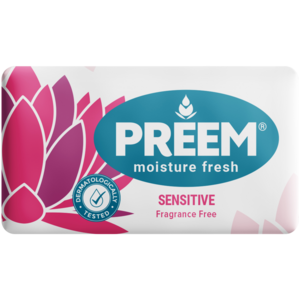 PREEM®
moisture fresh
DERMATOLOGICALLY
TESTED
SENSITIVE
Fragrance Free